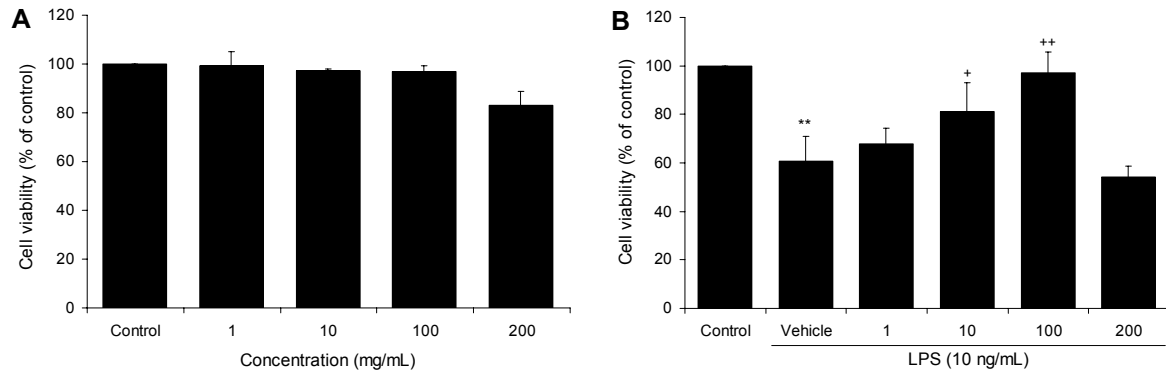 A
120
100
80
60
40
20
0
Cell viability (% of control)
Control 1 10 100 200
Concentration (mg/mL)
B
120
100
80
60
40
20
0
Cell viability (% of control)
**
+
++
Control Vehicle 1 10 100 200
LPS (10 ng/mL)